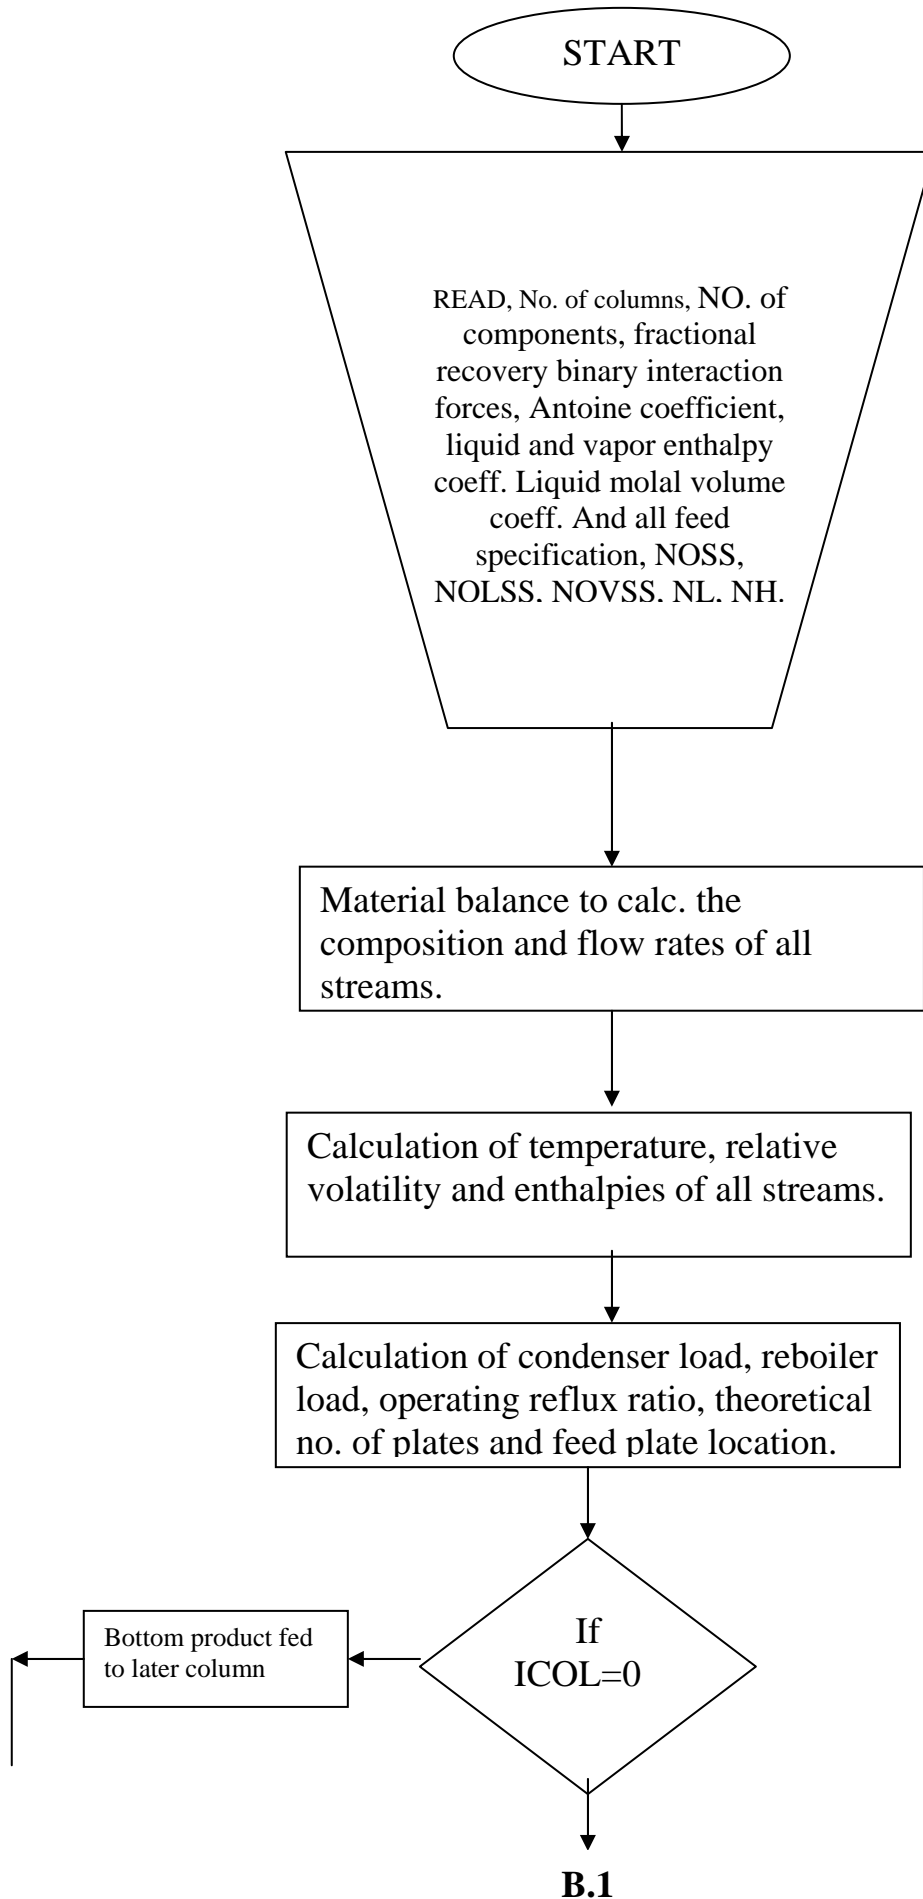 START
READ, No. of columns, NO. of
components, fractional
recovery binary interaction
forces, Antoine coefficient,
liquid and vapor enthalpy
coeff. Liquid molal volume
coeff. And all feed
specification, NOSS,
NOLSS, NOVSS, NL, NH.
Material balance to calc. the
composition and flow rates of all
streams.
Calculation of temperature, relative
volatility and enthalpies of all streams.
Calculation of condenser load, reboiler
load, operating reflux ratio, theoretical
no. of plates and feed plate location.
If
ICOL=0
Bottom product fed
to later column
B.1